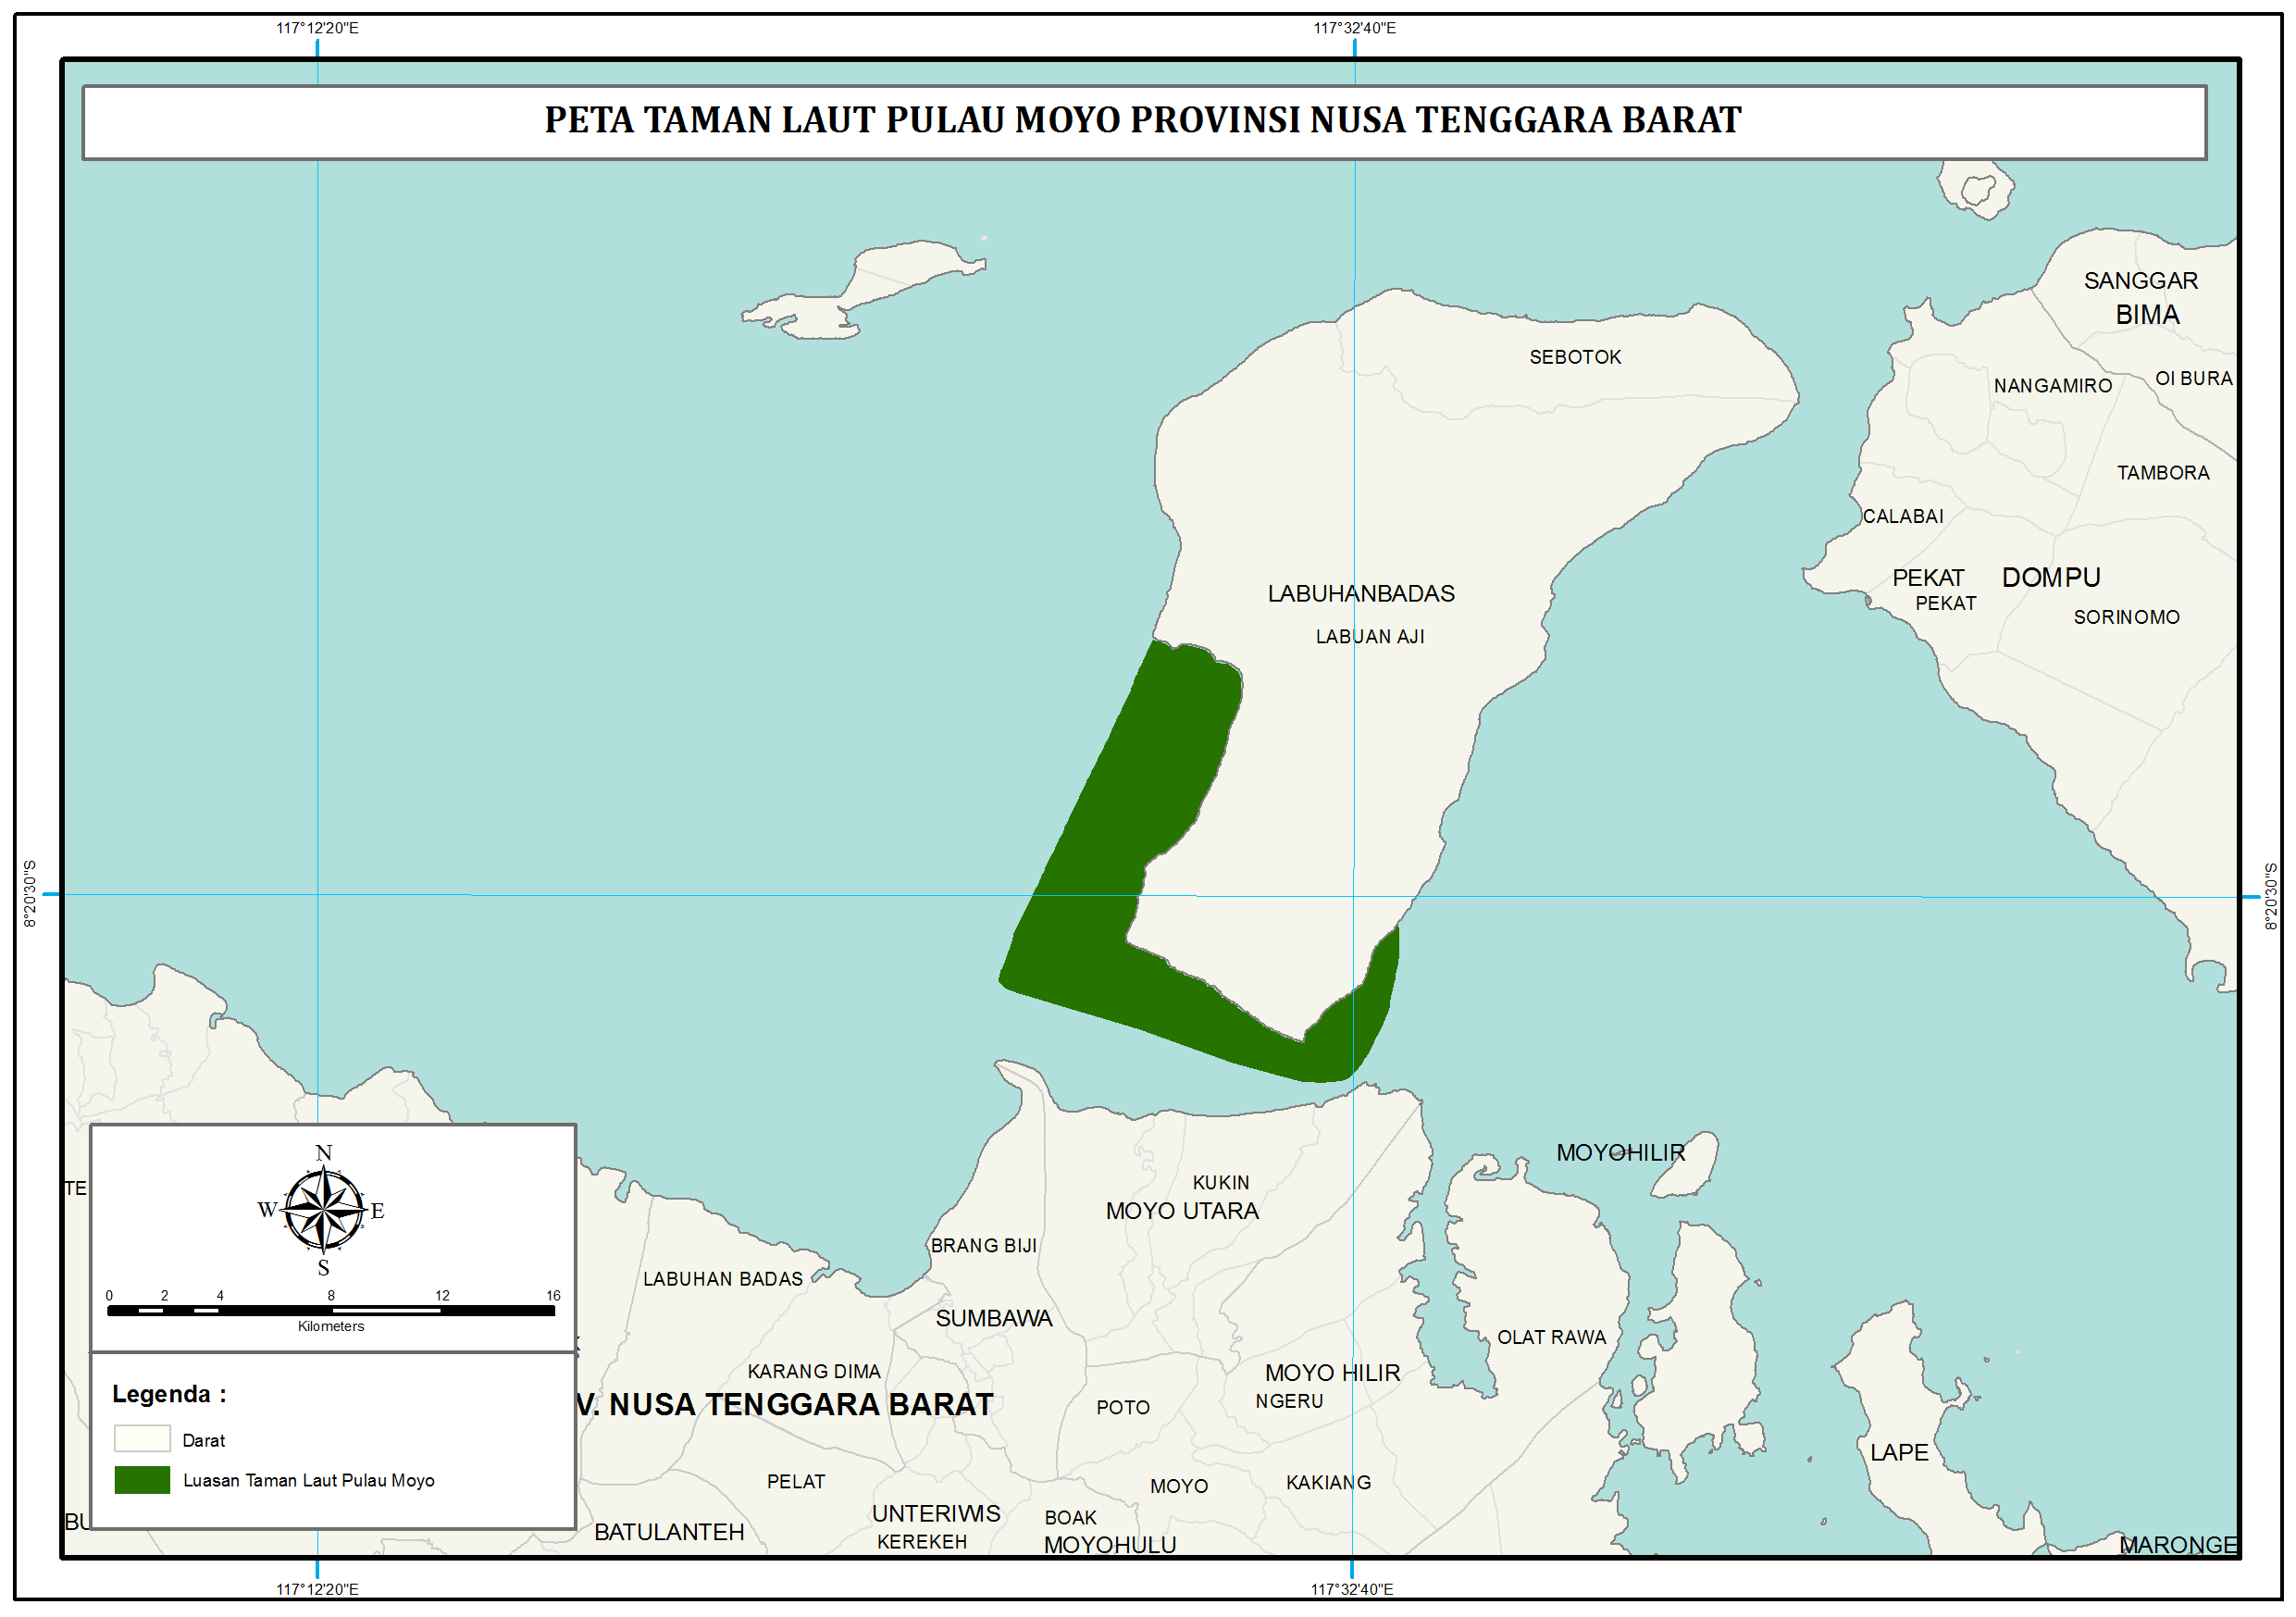 117°12'20"E
117°32'40"E
PETA TAMAN LAUT PULAU MOYO PROVINSI NUSA TENGGARA BARAT
SANGGAR
BIMA
SEBOTOK
OI BURA
NANGAMIRO
TAMBORA
CALABAI
PEKAT
DOMPU
LABUHANBADAS
PEKAT
SORINOMO
LABUAN AJI
8°20'30"S
8°20'30"S
N
W
E
S
MOYOHILIR
TE
KUKIN
MOYO UTARA
BRANG BIJI
LABUHAN BADAS
0 2 4 8 12 16
Kilometers
SUMBAWA
OLAT RAWA
KARANG DIMA
MOYO HILIR
NGERU
V. NUSA TENGGARA BARAT
POTO
Legenda :
Darat
Luasan Taman Laut Pulau Moyo
LAPE
PELAT
MOYO
KAKIANG
UNTERIWIS
BOAK
BU
BATULANTEH
KEREKEH
MOYOHULU
MARONGE
117°12'20"E
117°32'40"E